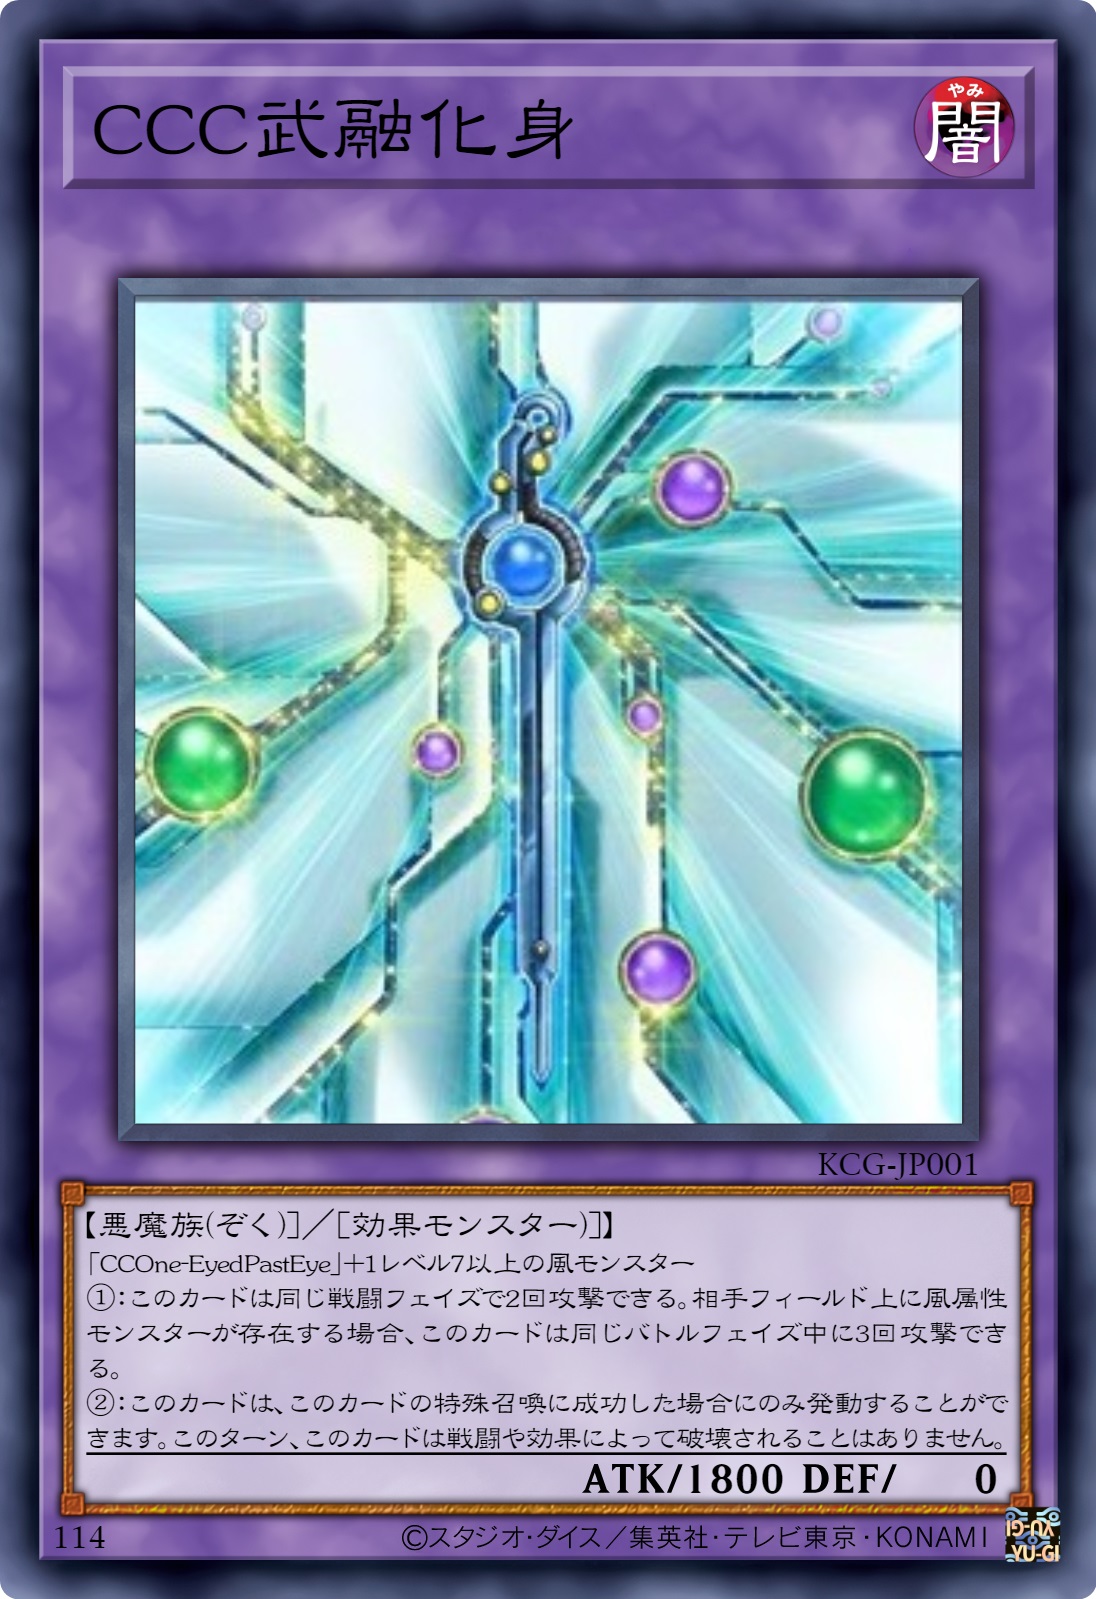 CCC武融化身
やみ
闇
KCG-JP001
【悪魔族(ぞく)]／[効果モンスター)]】
「CCOne-EyedPastEye」＋1レベル7以上の風モンスター
①：このカードは同じ戦闘フェイズで2回攻撃できる。相手フィールド上に風属性
モンスターが存在する場合、このカードは同じバトルフェイズ中に3回攻撃でき
る。
②：このカードは、このカードの特殊召喚に成功した場合にのみ発動することがで
きます。このターン、このカードは戦闘や効果によって破壊されることはありません。
ATK/1800 DEF/ 0
114
©スタジオ・ダイス／集英社・テレビ東京・KONAMI
YU-GI
YU-GI